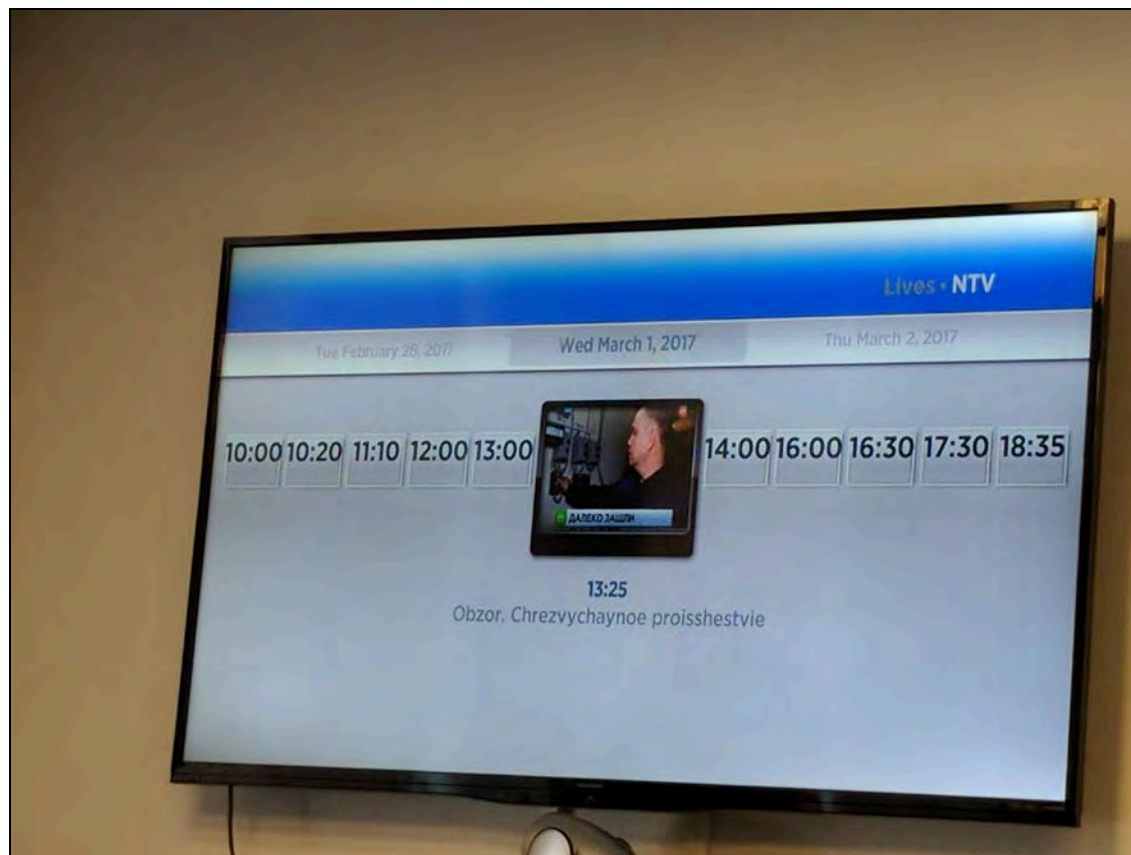 Lives • NTV
Tue February 28, 2017 Wed March 1, 2017 Thu March 2, 2017
10:00 10:20 11:10 12:00 13:00 14:00 16:00 16:30 17:30 18:35
ДАЛЕКО ЗАШЛИ
13:25
Obzor. Chrezvychaynoe proisshestvie